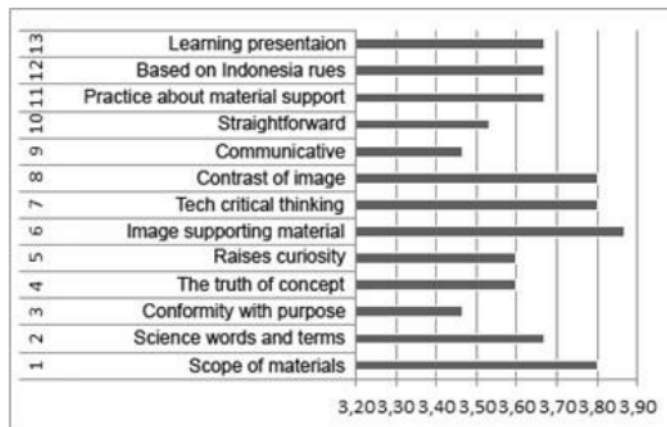 13 Learning presentaion
12 Based on Indonesia rues
11 Practice about material support
10 Straightforward
9 Communicative
8 Contrast of image
7 Tech critical thinking
6 Image supporting material
5 Raises curiosity
4 The truth of concept
3 Conformity with purpose
2 Science words and terms
1 Scope of materials
3,20 3,30 3,40 3,50 3,60 3,70 3,80 3,90